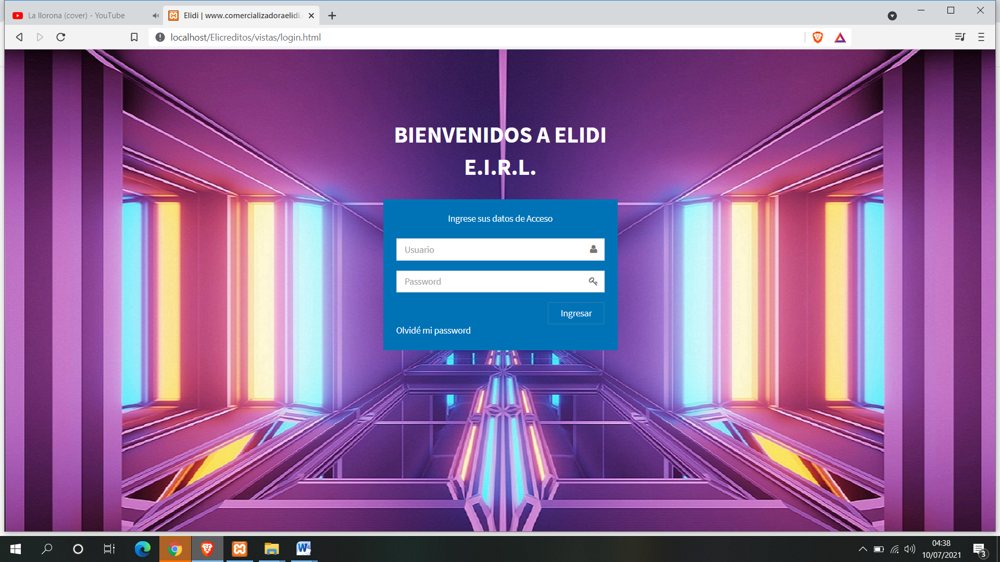 La llorona (cover) - YouTube
Elidi | www.comercializadoraelidi.
localhost/Elicreditos/vistas/login.html
BIENVENIDOS A ELIDI
E.I.R.L.
Ingrese sus datos de Acceso
Usuario
Password
Ingresar
Olvidé mi password
04:38
10/07/2021
3